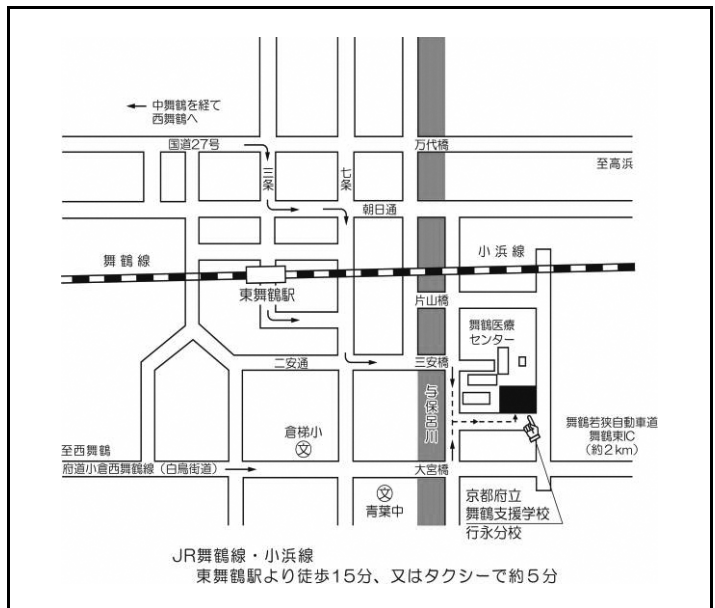 中舞鶴を経て
西舞鶴へ
国道27号
万代橋
至高浜
三条
七条
朝日通
舞鶴線
小浜線
東舞鶴駅
片山橋
舞鶴医療
センター
二安通
三安橋
与保呂川
倉梯小
文
舞鶴若狭自動車道
舞鶴東IC
(約2km)
至西舞鶴
府道小倉西舞鶴線（白鳥街道）
大宮橋
文
青葉中
京都府立
舞鶴支援学校
行永分校
JR舞鶴線・小浜線
東舞鶴駅より徒歩15分、又はタクシーで約5分